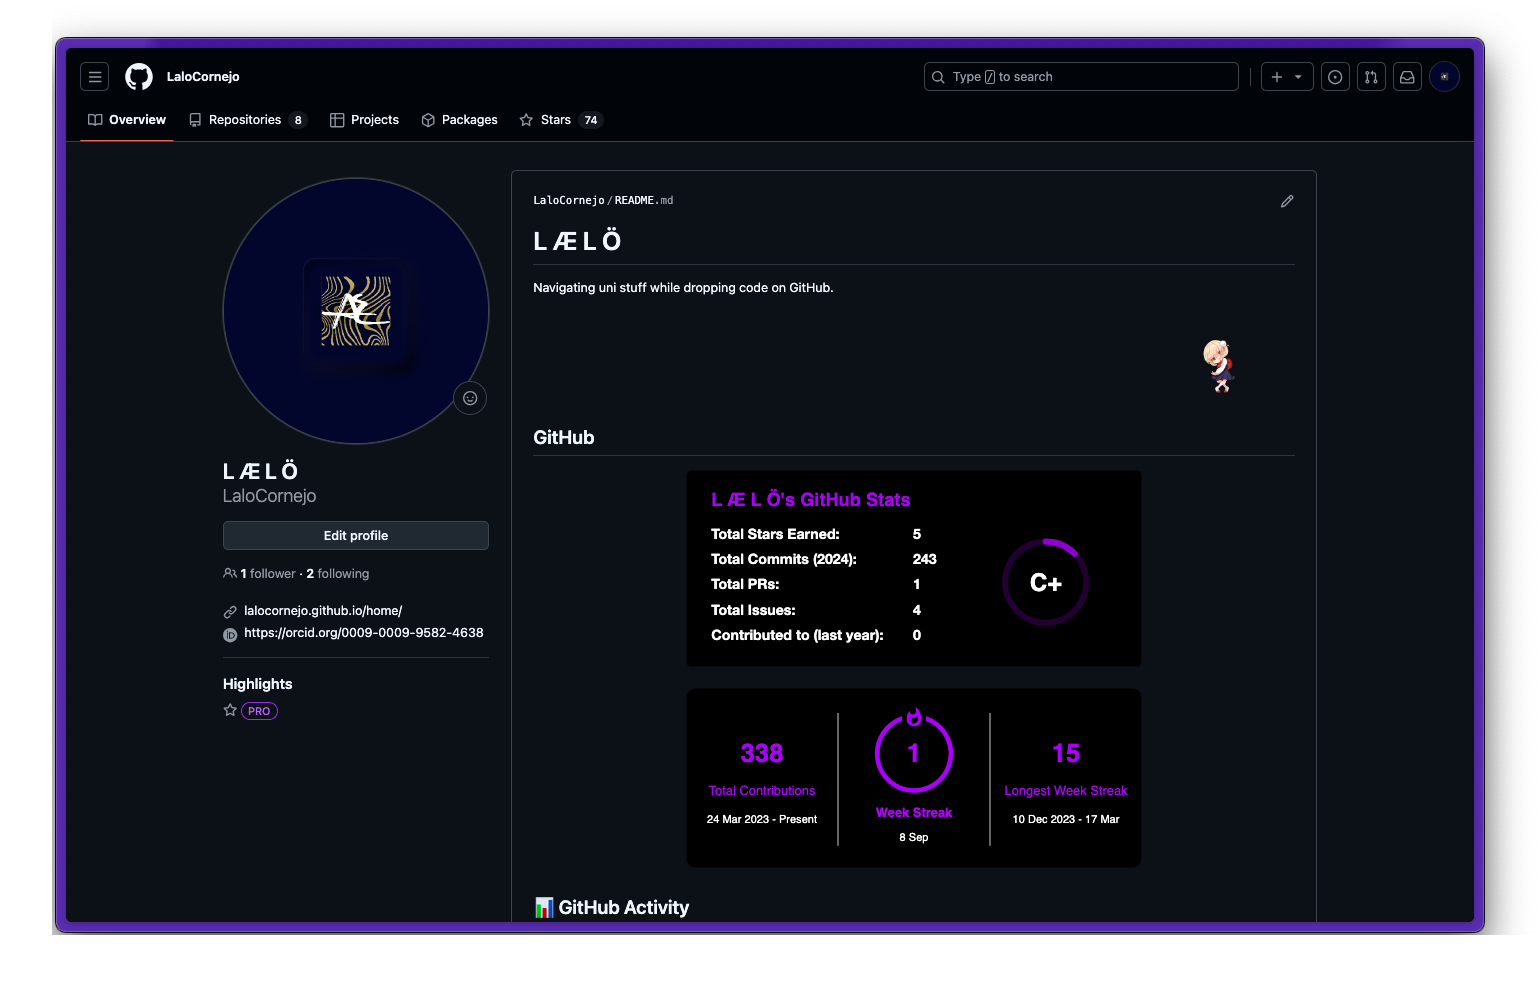 LaloCornejo
Type / to search
Overview
Repositories 8
Projects
Packages
Stars 74
L Æ L Ö
LaloCornejo
Edit profile
1 follower · 2 following
lalocornejo.github.io/home/
iD https://orcid.org/0009-0009-9582-4638
Highlights
PRO
LaloCornejo/README.md
L Æ L Ö
Navigating uni stuff while dropping code on GitHub.
GitHub
L Æ L Ö's GitHub Stats
Total Stars Earned: 5
Total Commits (2024): 243
Total PRs: 1
Total Issues: 4
Contributed to (last year): 0
C+
338
Total Contributions
24 Mar 2023 - Present
1
Week Streak
8 Sep
15
Longest Week Streak
10 Dec 2023 - 17 Mar
GitHub Activity